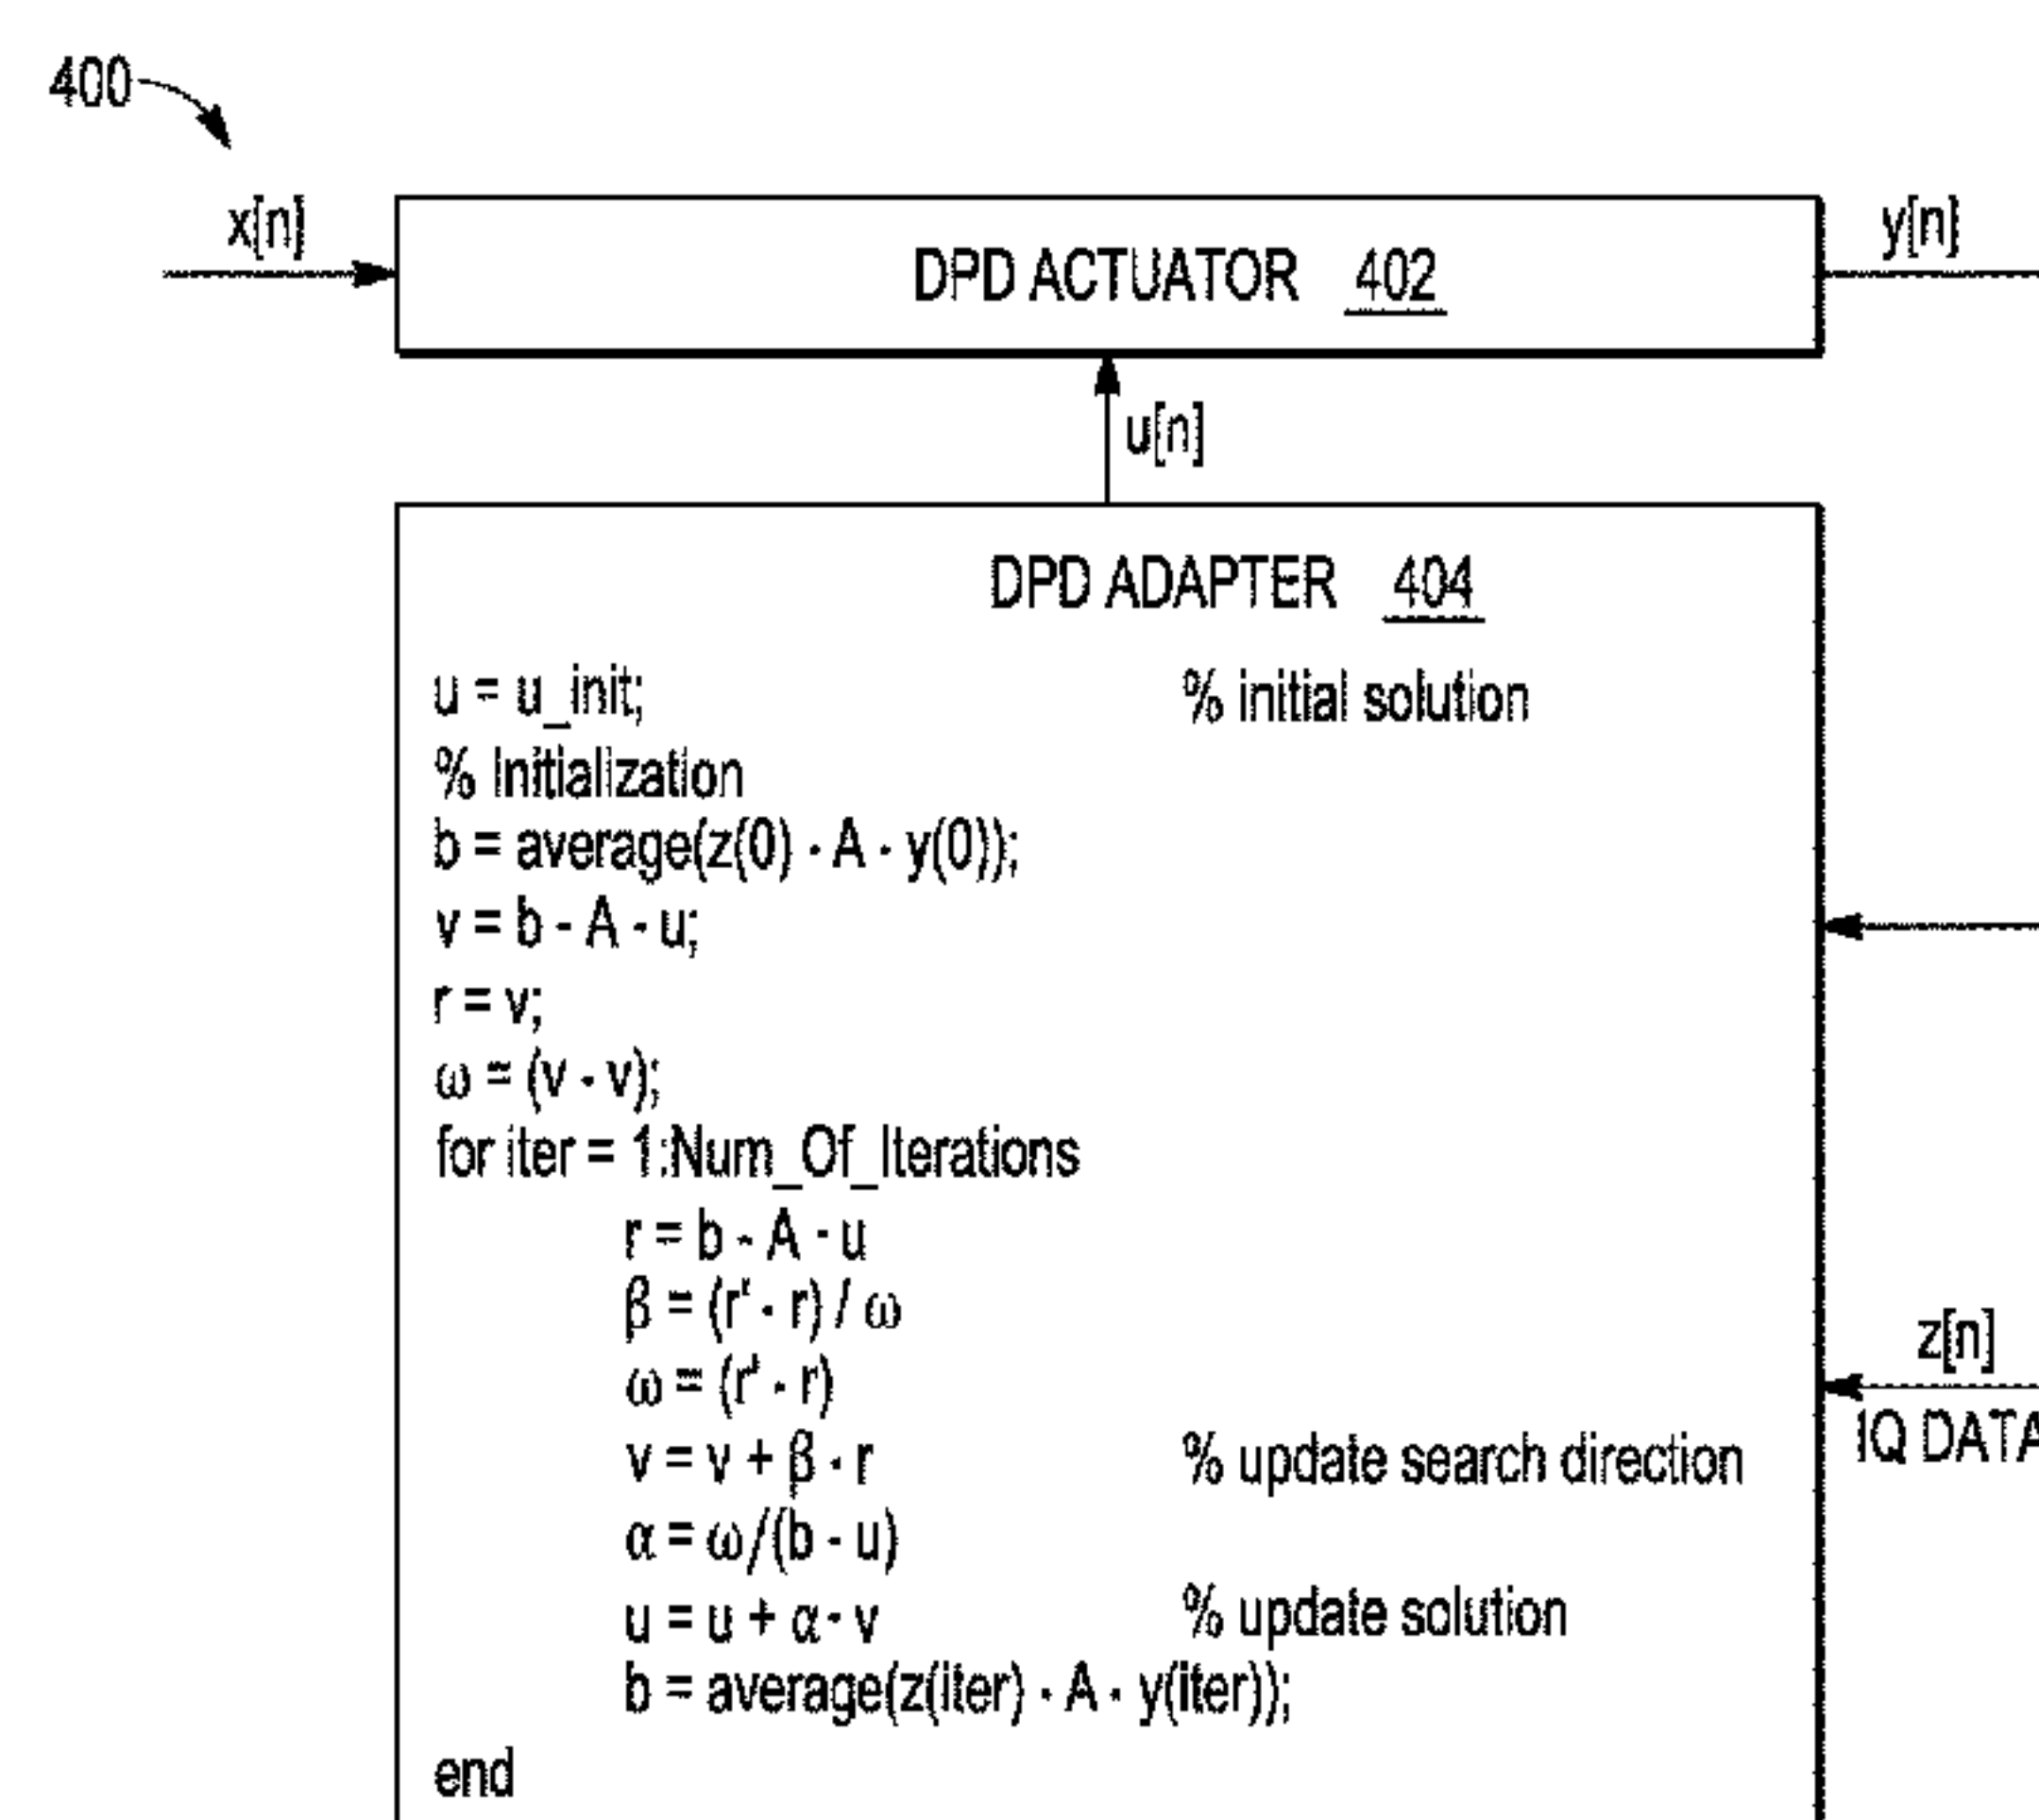 400
x[n]
DPD ACTUATOR 402
y[n]
u[n]
DPD ADAPTER 404
u = u_init; % initial solution
% Initialization
b = average(z(0) - A · y(0));
v = b - A · u;
r = v;
ω = (v · v);
for iter = 1:Num_Of_Iterations
r = b - A · u
β = (r' · r) / ω
ω = (r' · r)
v = v + β · r % update search direction
α = ω/(b · u)
u = u + α · v % update solution
b = average(z(iter) - A · y(iter));
end
z[n]
IQ DATA